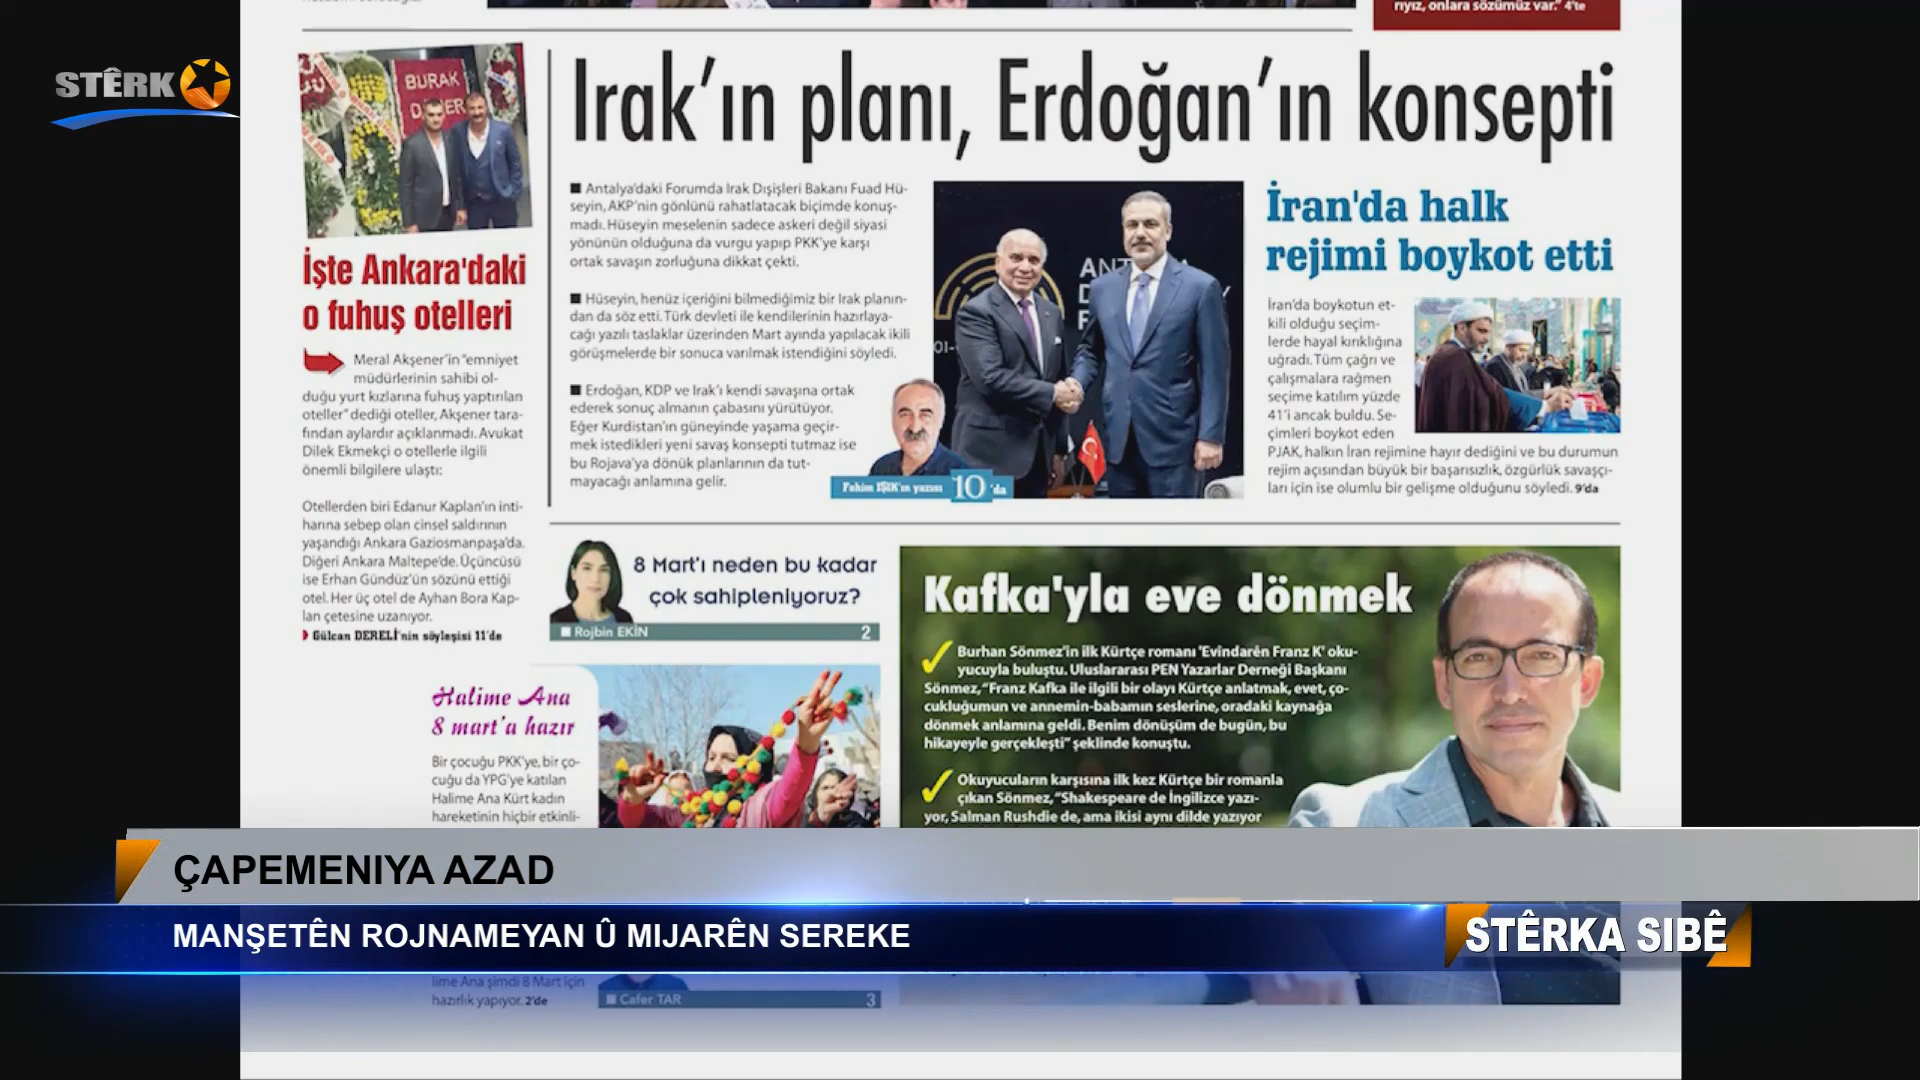 hesabını soracağız.
rıyız, onlara sözümüz var." 4'te
STÊRK
BURAK
Irak'ın planı, Erdoğan'ın konsepti
İşte Ankara'daki
o fuhuş otelleri
Meral Akşener'in "emniyet
müdürlerinin sahibi ol-
duğu yurt kızlarına fuhuş yaptırılan
oteller" dediği oteller, Akşener tara-
fından aylardır açıklanmadı. Avukat
Dilek Ekmekçi o otellerle ilgili
önemli bilgilere ulaştı:
Otellerden biri Edanur Kaplan'ın inti-
harına sebep olan cinsel saldırının
yaşandığı Ankara Gaziosmanpaşa'da.
Diğeri Ankara Maltepe'de. Üçüncüsü
ise Erhan Gündüz'ün sözünü ettiği
otel. Her üç otel de Ayhan Bora Kap-
lan çetesine uzanıyor.
Gülcan DERELİ'nin söyleşisi 11'de
■ Antalya'daki Forumda Irak Dışişleri Bakanı Fuad Hü-
seyin, AKP'nin gönlünü rahatlatacak biçimde konuş-
madı. Hüseyin meselenin sadece askeri değil siyasi
yönünün olduğuna da vurgu yapıp PKK'ye karşı
ortak savaşın zorluğuna dikkat çekti.
■ Hüseyin, henüz içeriğini bilmediğimiz bir Irak planın-
dan da söz etti. Türk devleti ile kendilerinin hazırlaya-
cağı yazılı taslaklar üzerinden Mart ayında yapılacak ikili
görüşmelerde bir sonuca varılmak istendiğini söyledi.
■ Erdoğan, KDP ve Irak'ı kendi savaşına ortak
ederek sonuç almanın çabasını yürütüyor.
Eğer Kurdistan'ın güneyinde yaşama geçir-
mek istedikleri yeni savaş konsepti tutmaz ise
bu Rojava'ya dönük planlarının da tut-
mayacağı anlamına gelir.
Fehim IŞIK'ın yazısı 10'da
İran'da halk
rejimi boykot etti
İran'da boykotun et-
kili olduğu seçim-
lerde hayal kırıklığına
uğradı. Tüm çağrı ve
çalışmalara rağmen
seçime katılım yüzde
41'i ancak buldu. Se-
çimleri boykot eden
PJAK, halkın İran rejimine hayır dediğini ve bu durumun
rejim açısından büyük bir başarısızlık, özgürlük savaşçı-
ları için ise olumlu bir gelişme olduğunu söyledi. 9'da
8 Mart'ı neden bu kadar
çok sahipleniyoruz?
■ Rojbin EKİN 2
Halime Ana
8 mart'a hazır
Bir çocuğu PKK'ye, bir ço-
cuğu da YPG'ye katılan
Halime Ana Kürt kadın
hareketinin hiçbir etkinli-
Kafka'yla eve dönmek
Burhan Sönmez'in ilk Kürtçe romanı 'Evîndarên Franz K' oku-
yucuyla buluştu. Uluslararası PEN Yazarlar Derneği Başkanı
Sönmez, "Franz Kafka ile ilgili bir olayı Kürtçe anlatmak, evet, ço-
cukluğumun ve annemin-babamın seslerine, oradaki kaynağa
dönmek anlamına geldi. Benim dönüşüm de bugün, bu
hikayeyle gerçekleşti" şeklinde konuştu.
Okuyucuların karşısına ilk kez Kürtçe bir romanla
çıkan Sönmez, "Shakespeare de İngilizce yazı-
yor, Salman Rushdie de, ama ikisi aynı dilde yazıyor
ÇAPEMENIYA AZAD
MANŞETÊN ROJNAMEYAN Û MIJARÊN SEREKE
STÊRKA SIBÊ
lime Ana şimdi 8 Mart için
hazırlık yapıyor. 2'de
■ Cafer TAR 3